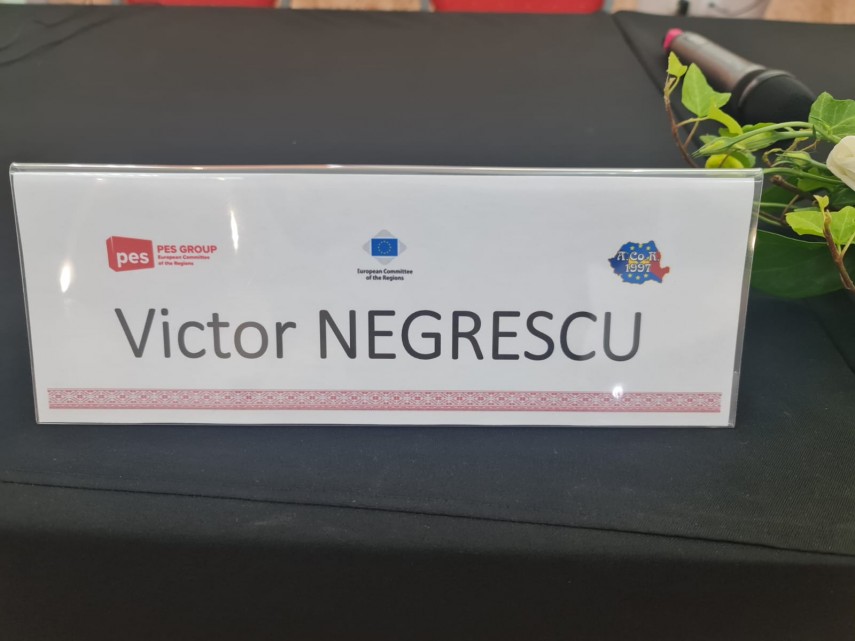 pes PES GROUP
European Committee
of the Regions
European Committee
of the Regions
A.Co.R
1997
Victor NEGRESCU